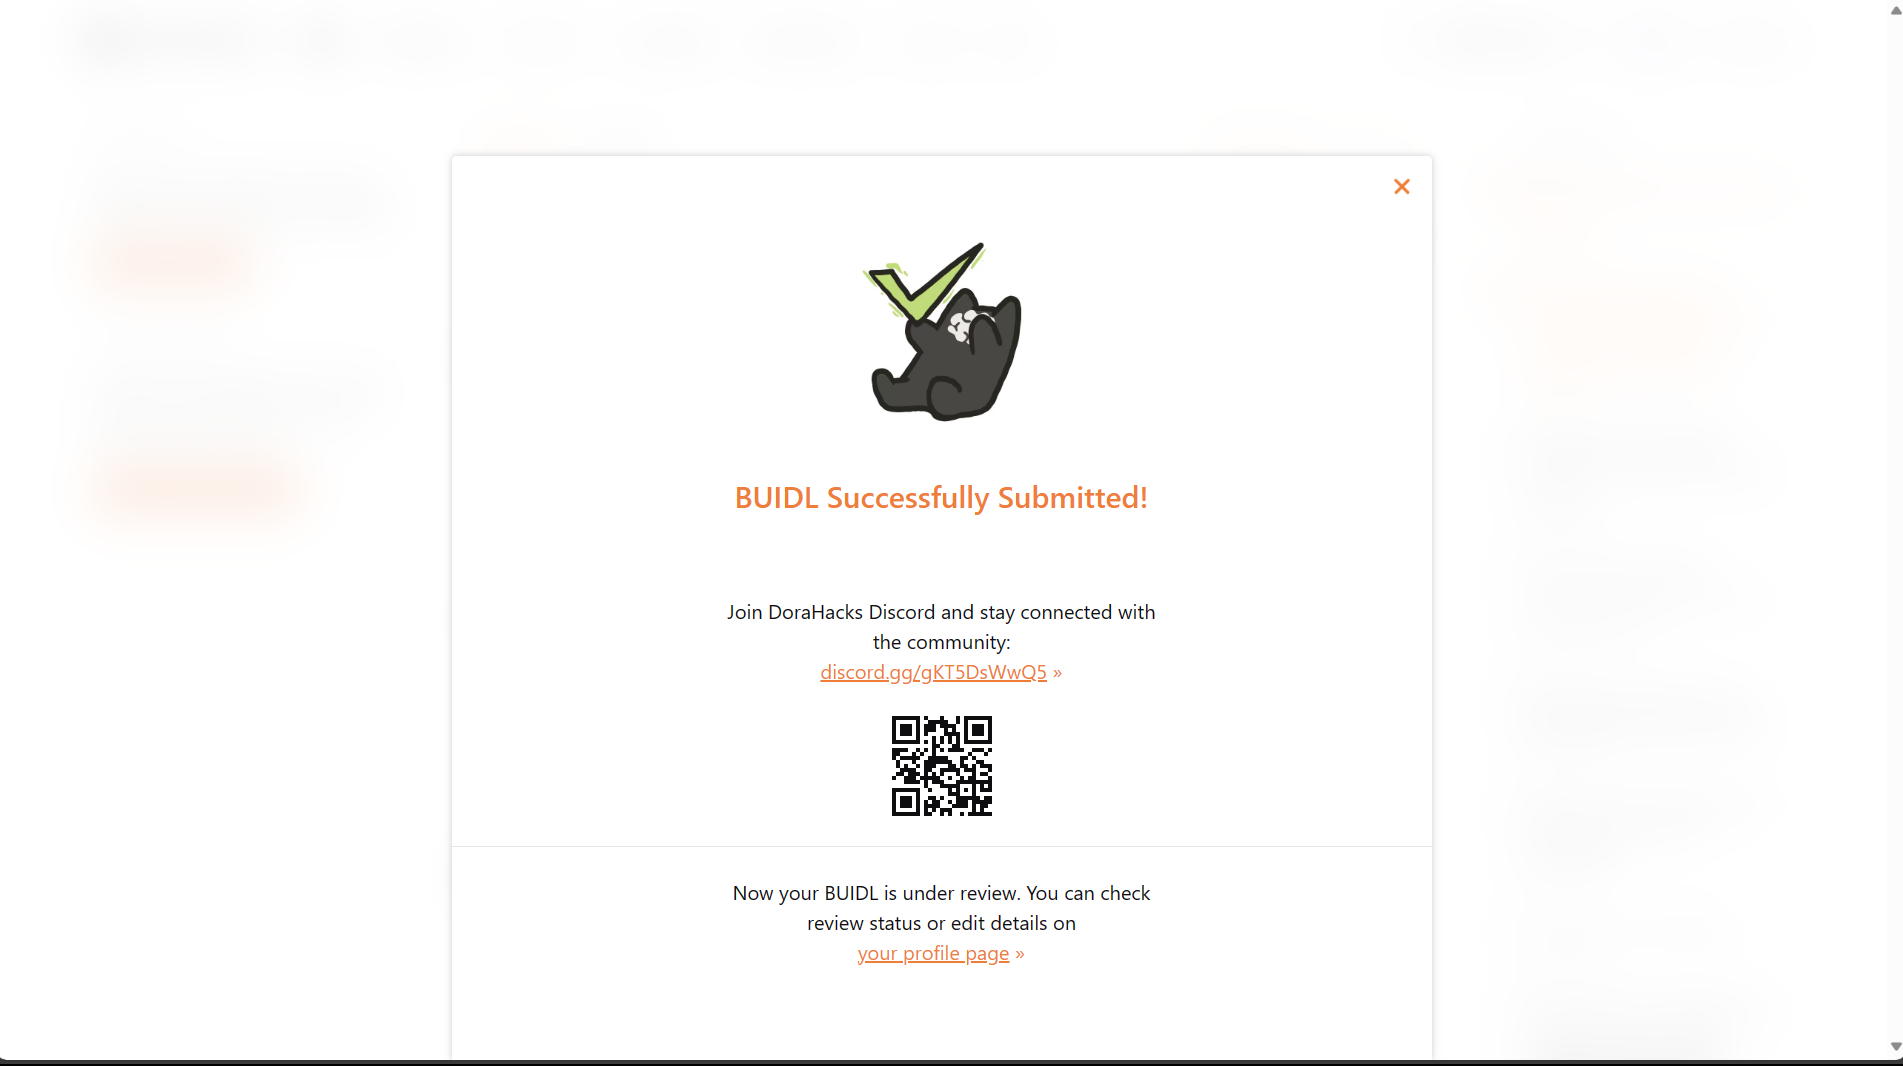 BUIDL Successfully Submitted!
Join DoraHacks Discord and stay connected with
the community:
discord.gg/gKT5DsWwQ5 »
Now your BUIDL is under review. You can check
review status or edit details on
your profile page »